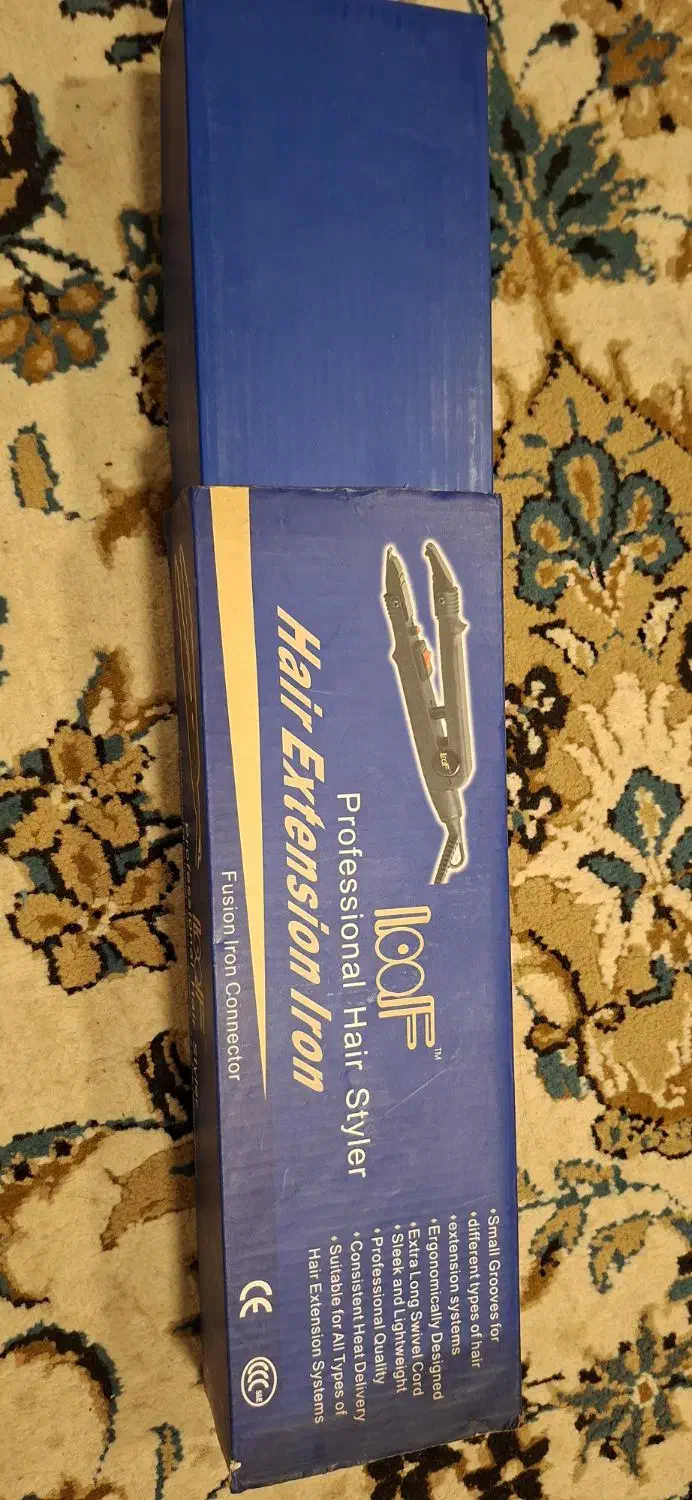 loof™
Professional Hair Styler
Hair Extension Iron
Fusion Iron Connector
•Small Grooves for
•different types of hair
•extension systems
•Ergonomically Designed
•Extra Long Swivel Cord
•Sleek and Lightweight
•Professional Quality
•Consistent Heat Delivery
•Suitable for All Types of
Hair Extension Systems
CE
CCC S&E